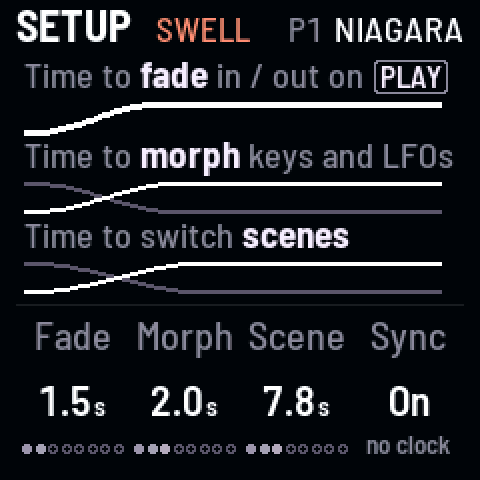 SETUP SWELL P1 NIAGARA
Time to fade in / out on PLAY
Time to morph keys and LFOs
Time to switch scenes
Fade Morph Scene Sync
1.5s 2.0s 7.8s On
no clock